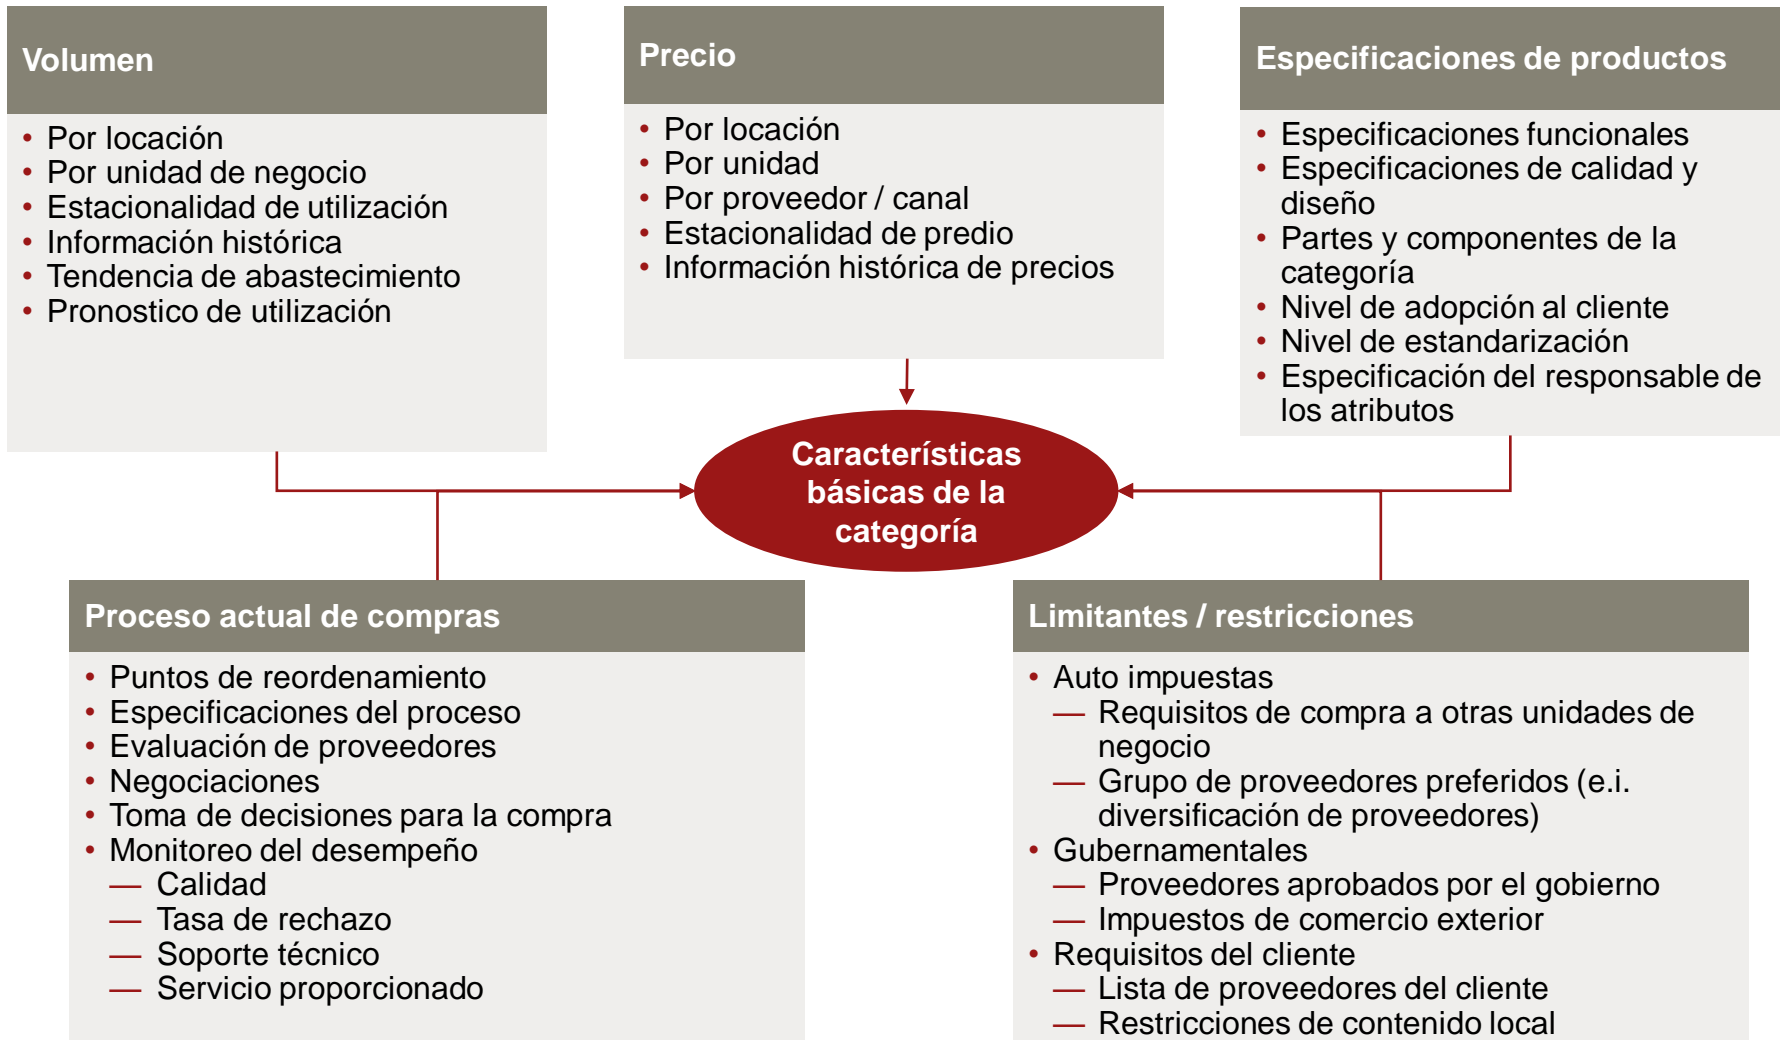 Volumen
• Por locación
• Por unidad de negocio
• Estacionalidad de utilización
• Información histórica
• Tendencia de abastecimiento
• Pronostico de utilización
Precio
• Por locación
• Por unidad
• Por proveedor / canal
• Estacionalidad de predio
• Información histórica de precios
Especificaciones de productos
• Especificaciones funcionales
• Especificaciones de calidad y
diseño
• Partes y componentes de la
categoría
• Nivel de adopción al cliente
• Nivel de estandarización
• Especificación del responsable de
los atributos
Características
básicas de la
categoría
Proceso actual de compras
• Puntos de reordenamiento
• Especificaciones del proceso
• Evaluación de proveedores
• Negociaciones
• Toma de decisiones para la compra
• Monitoreo del desempeño
— Calidad
— Tasa de rechazo
— Soporte técnico
— Servicio proporcionado
Limitantes / restricciones
• Auto impuestas
— Requisitos de compra a otras unidades de
negocio
— Grupo de proveedores preferidos (e.i.
diversificación de proveedores)
• Gubernamentales
— Proveedores aprobados por el gobierno
— Impuestos de comercio exterior
• Requisitos del cliente
— Lista de proveedores del cliente
— Restricciones de contenido local